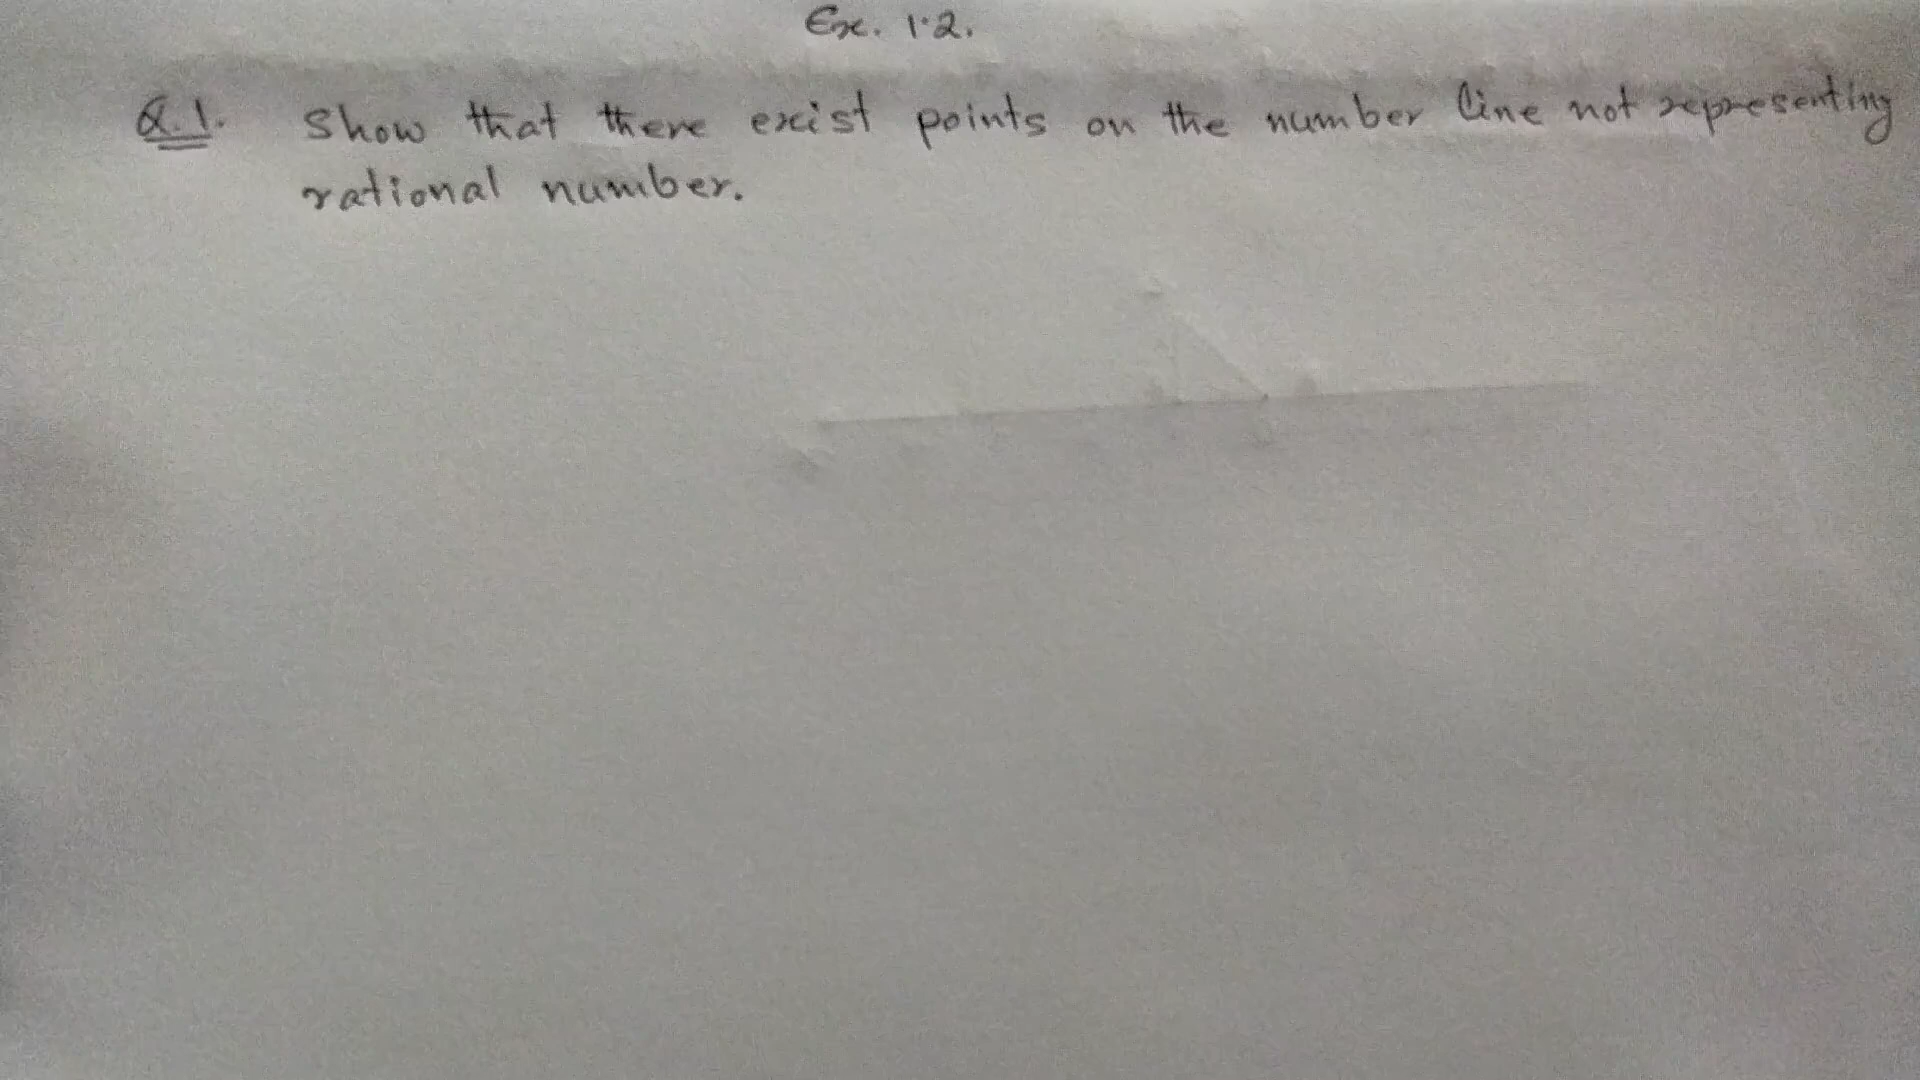 Ex. 1.2.
Q.1. Show that there exist points on the number line not representing
rational number.